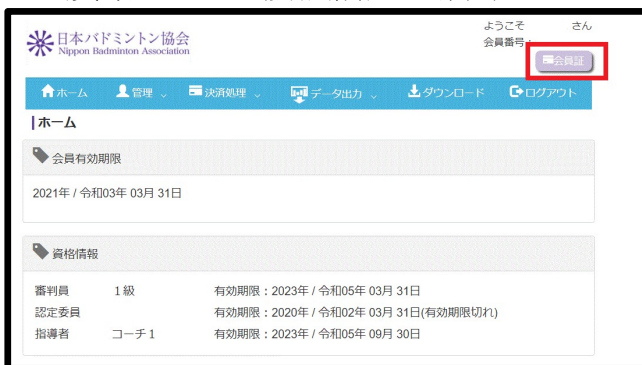 日本バドミントン協会
Nippon Badminton Association
ようこそ さん
会員番号：
会員証
ホーム 管理 決済処理 データ出力 ダウンロード ログアウト
ホーム
会員有効期限
2021年 / 令和03年 03月 31日
資格情報
審判員 １級 有効期限：2023年 / 令和05年 03月 31日
認定委員 有効期限：2020年 / 令和02年 03月 31日(有効期限切れ)
指導者 コーチ１ 有効期限：2023年 / 令和05年 09月 30日